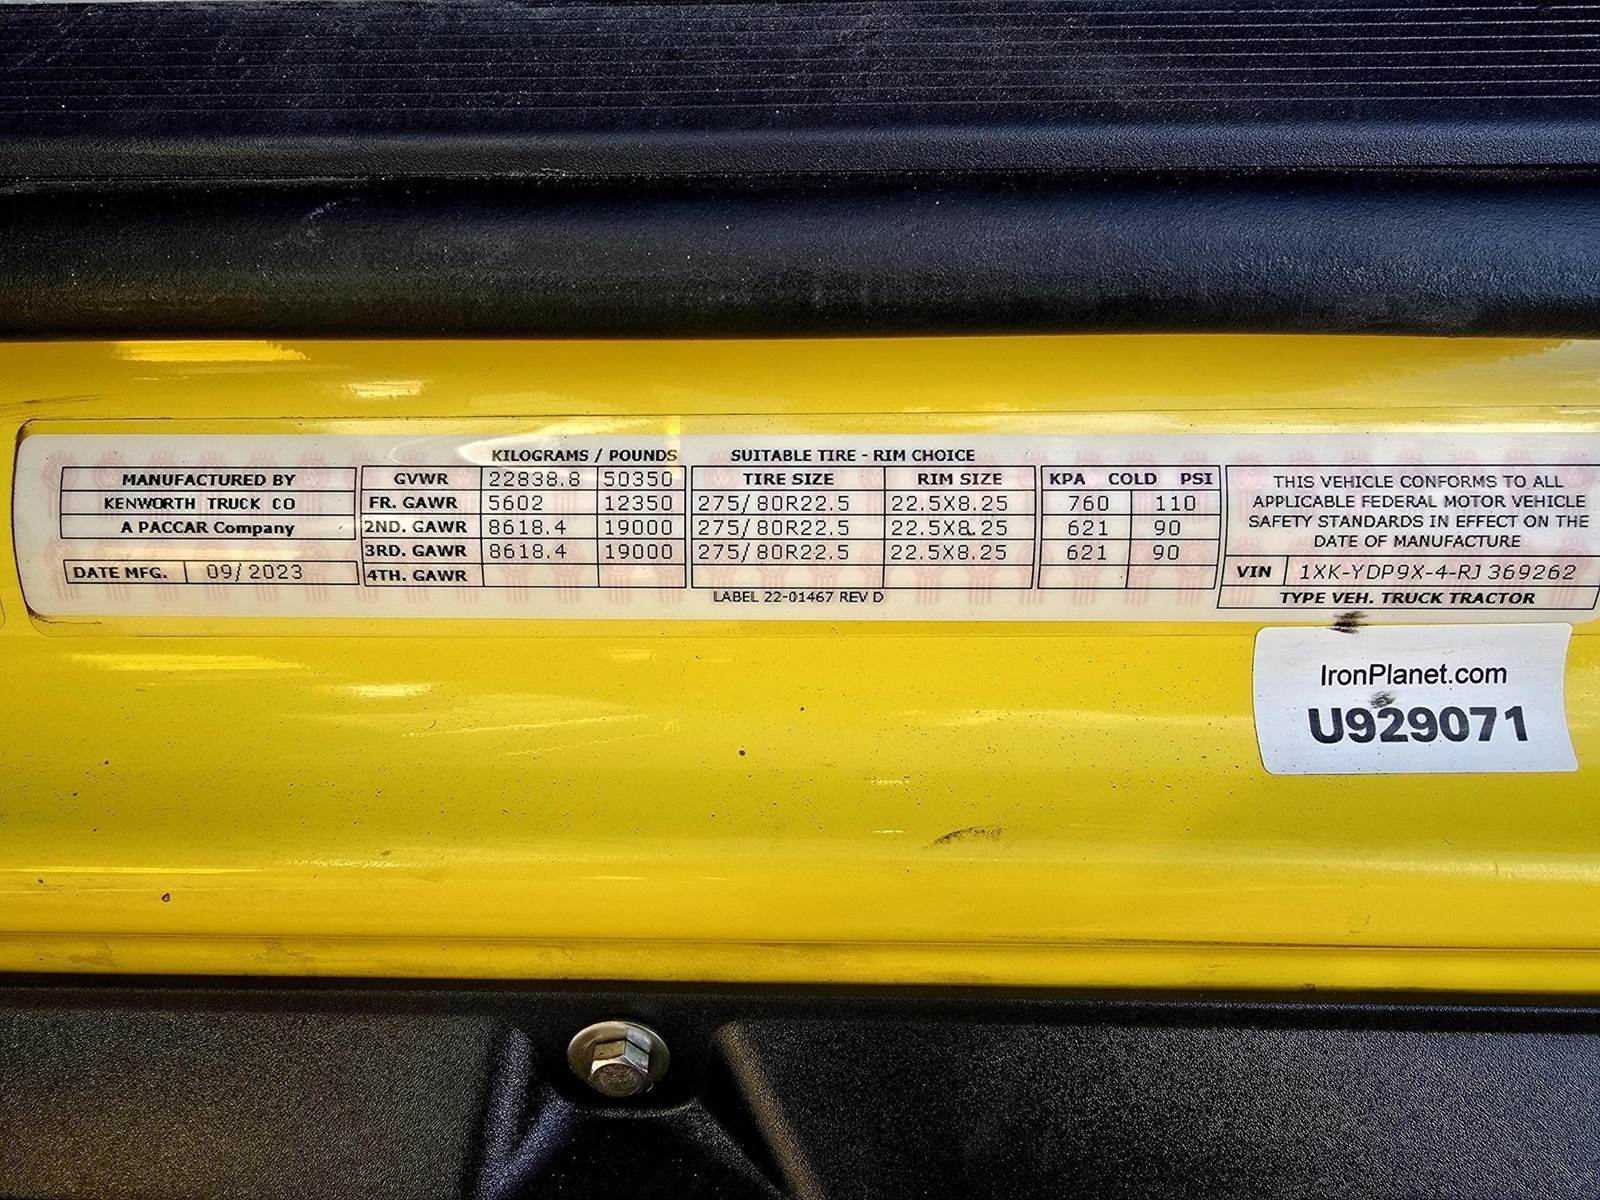 KILOGRAMS / POUNDS SUITABLE TIRE - RIM CHOICE
MANUFACTURED BY GVWR 22838.8 50350 TIRE SIZE RIM SIZE KPA COLD PSI
KENWORTH TRUCK CO FR. GAWR 5602 12350 275/80R22.5 22.5X8.25 760 110
A PACCAR Company 2ND. GAWR 8618.4 19000 275/80R22.5 22.5X8.25 621 90
3RD. GAWR 8618.4 19000 275/80R22.5 22.5X8.25 621 90
DATE MFG. 09/2023 4TH. GAWR
LABEL 22-01467 REV D
THIS VEHICLE CONFORMS TO ALL
APPLICABLE FEDERAL MOTOR VEHICLE
SAFETY STANDARDS IN EFFECT ON THE
DATE OF MANUFACTURE
VIN 1XK-YDP9X-4-RJ369262
TYPE VEH. TRUCK TRACTOR
IronPlanet.com
U929071